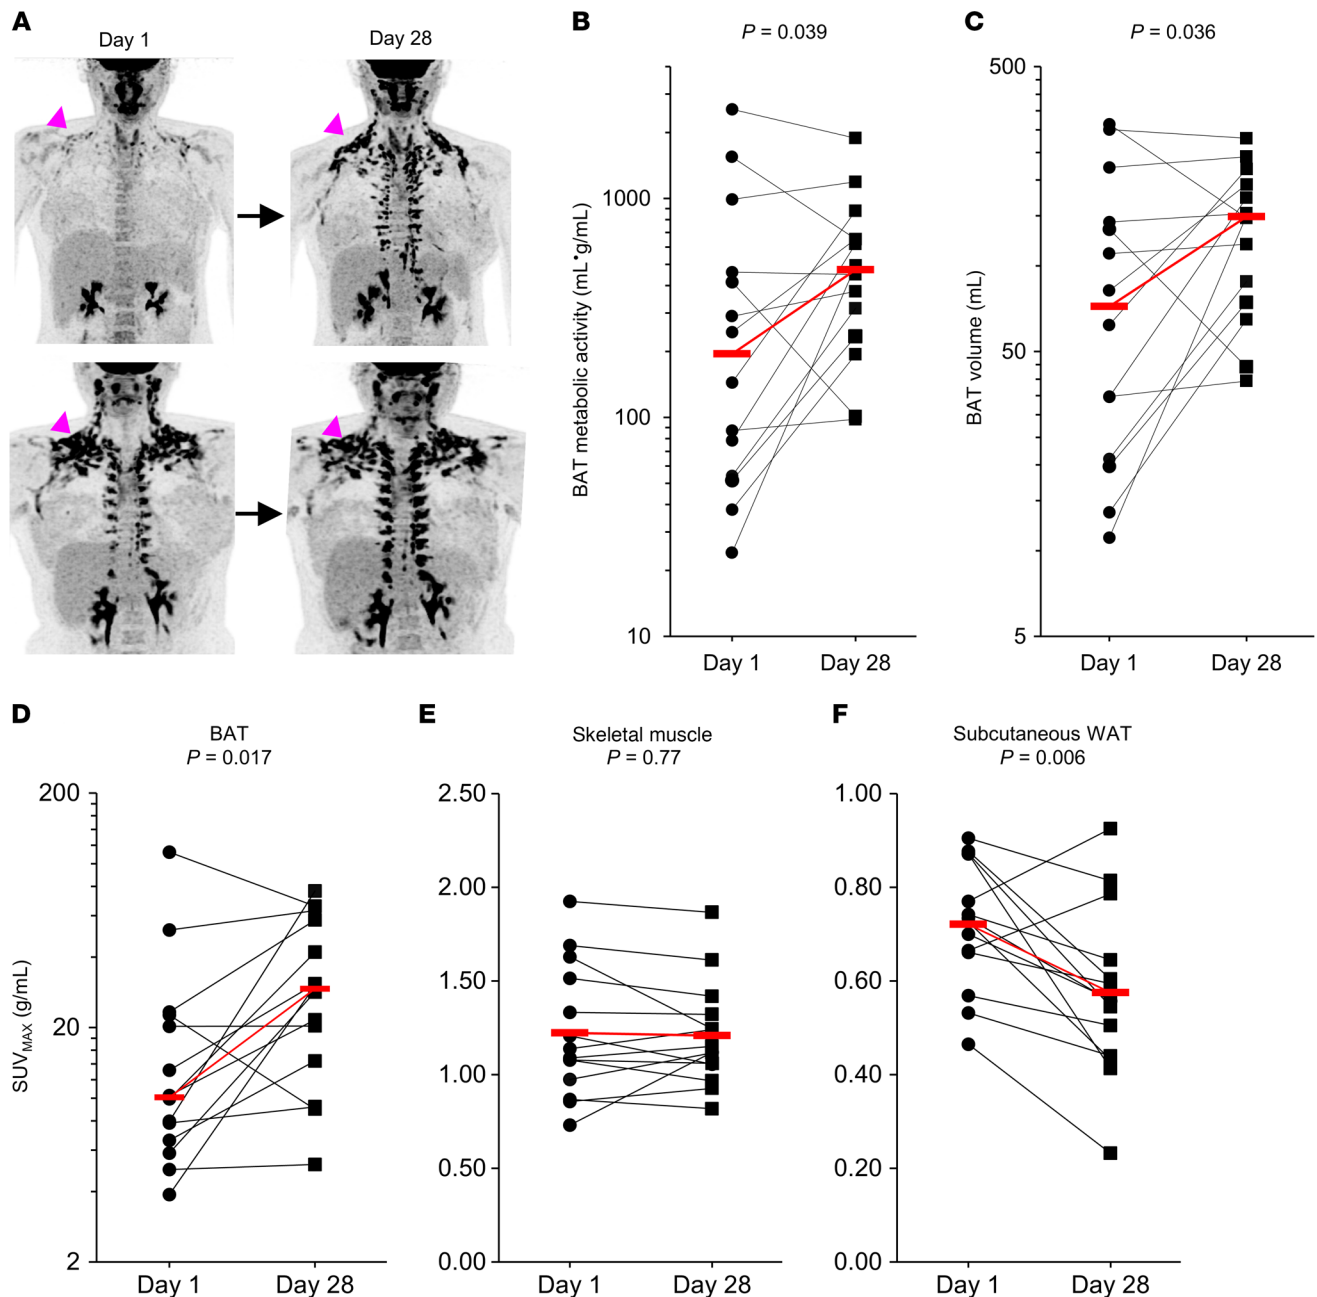 A
Day 1
Day 28
B
P = 0.039
BAT metabolic activity (mL•g/mL)
1000
100
10
Day 1
Day 28
C
P = 0.036
BAT volume (mL)
500
50
5
Day 1
Day 28
D
BAT
P = 0.017
SUVMAX (g/mL)
200
20
2
Day 1
Day 28
E
Skeletal muscle
P = 0.77
2.50
2.00
1.50
1.00
0.50
0.00
Day 1
Day 28
F
Subcutaneous WAT
P = 0.006
1.00
0.80
0.60
0.40
0.20
0.00
Day 1
Day 28